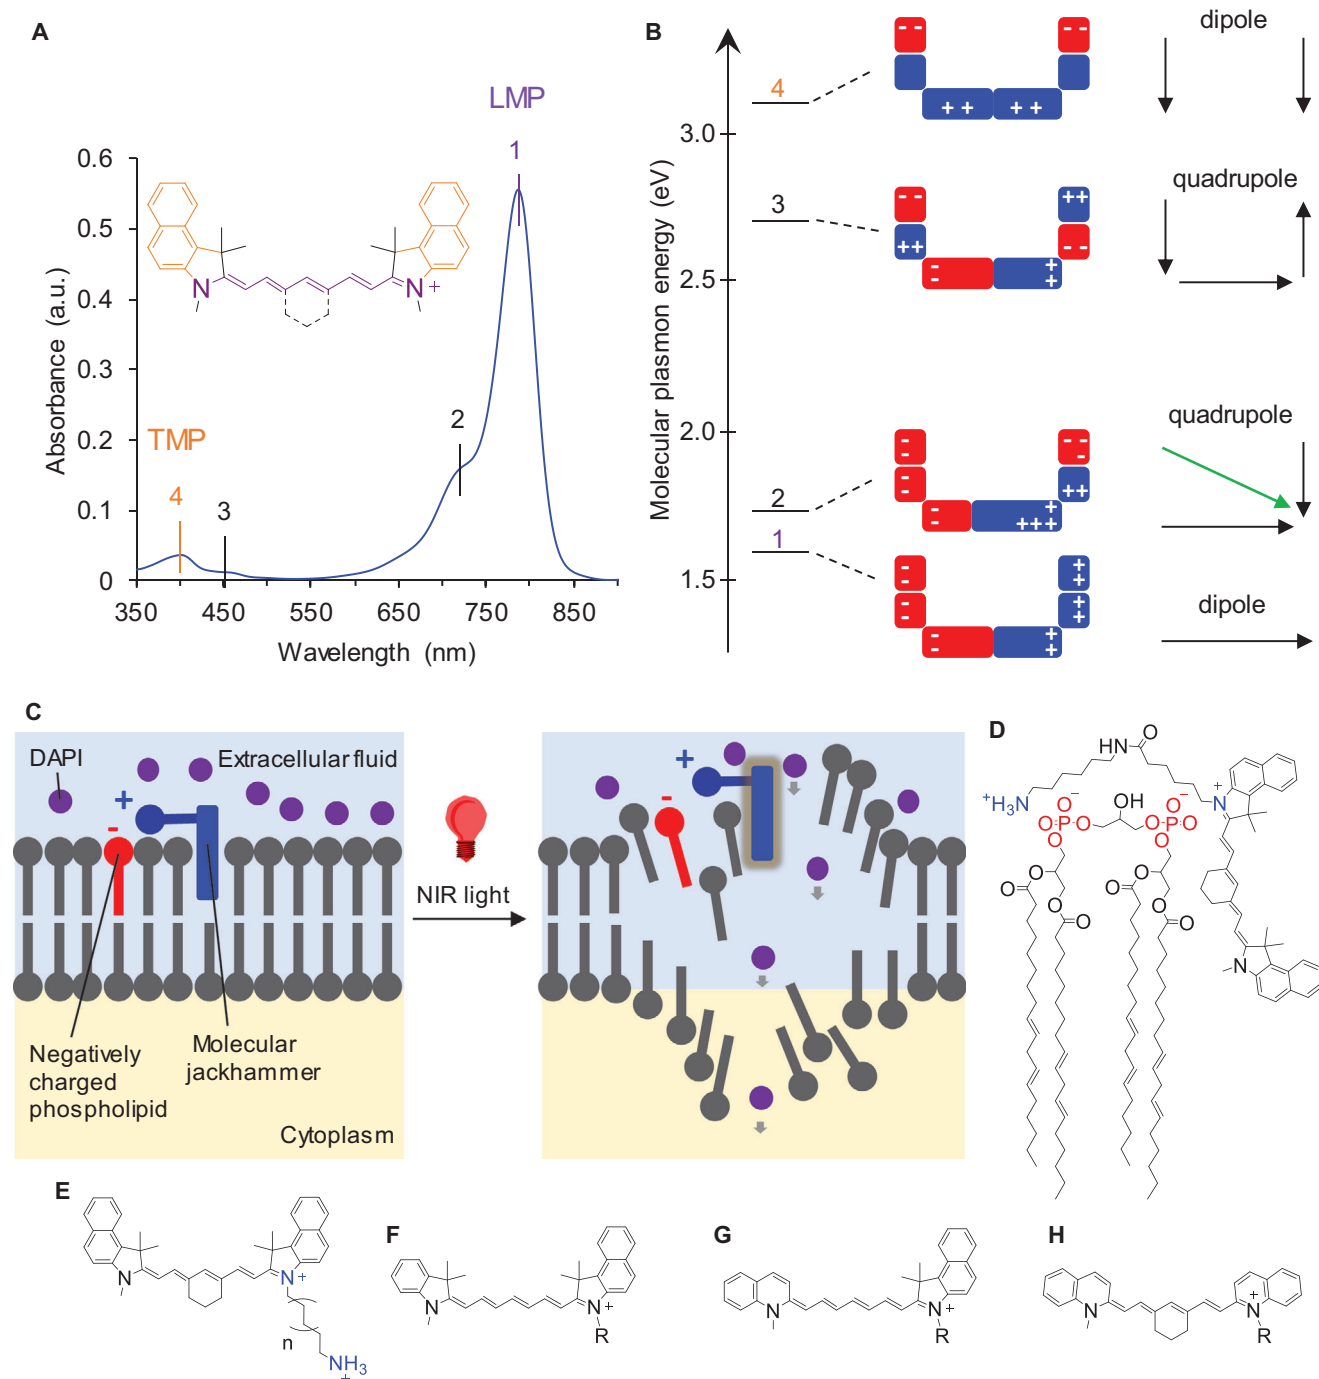 A
LMP
1
0.6
0.5
0.4
0.3
0.2
0.1
0
Absorbance (a.u.)
N
N
+
TMP
4
3
2
350
450
550
650
750
850
Wavelength (nm)
B
Molecular plasmon energy (eV)
3.0
2.5
2.0
1.5
4
- -
- -
+ +
+ +
dipole
3
- -
++
++
- -
-
-
+
+
quadrupole
2
-
-
- -
-
-
-
++
-
-
+
+++
quadrupole
1
-
-
+
+
-
-
+
+
-
-
+
+
dipole
C
DAPI
Extracellular fluid
+
-
Negatively
charged
phospholipid
Molecular
jackhammer
Cytoplasm
NIR light
+
-
D
HN
O
+H3N
O
-
OH
O
-
N
+
O=P-O
O-P=O
O
O
O
O
O
O
O
O
O
O
N
E
N
N
+
n
NH3
+
F
N
N
+
R
G
N
N
+
R
H
N
N
+
R